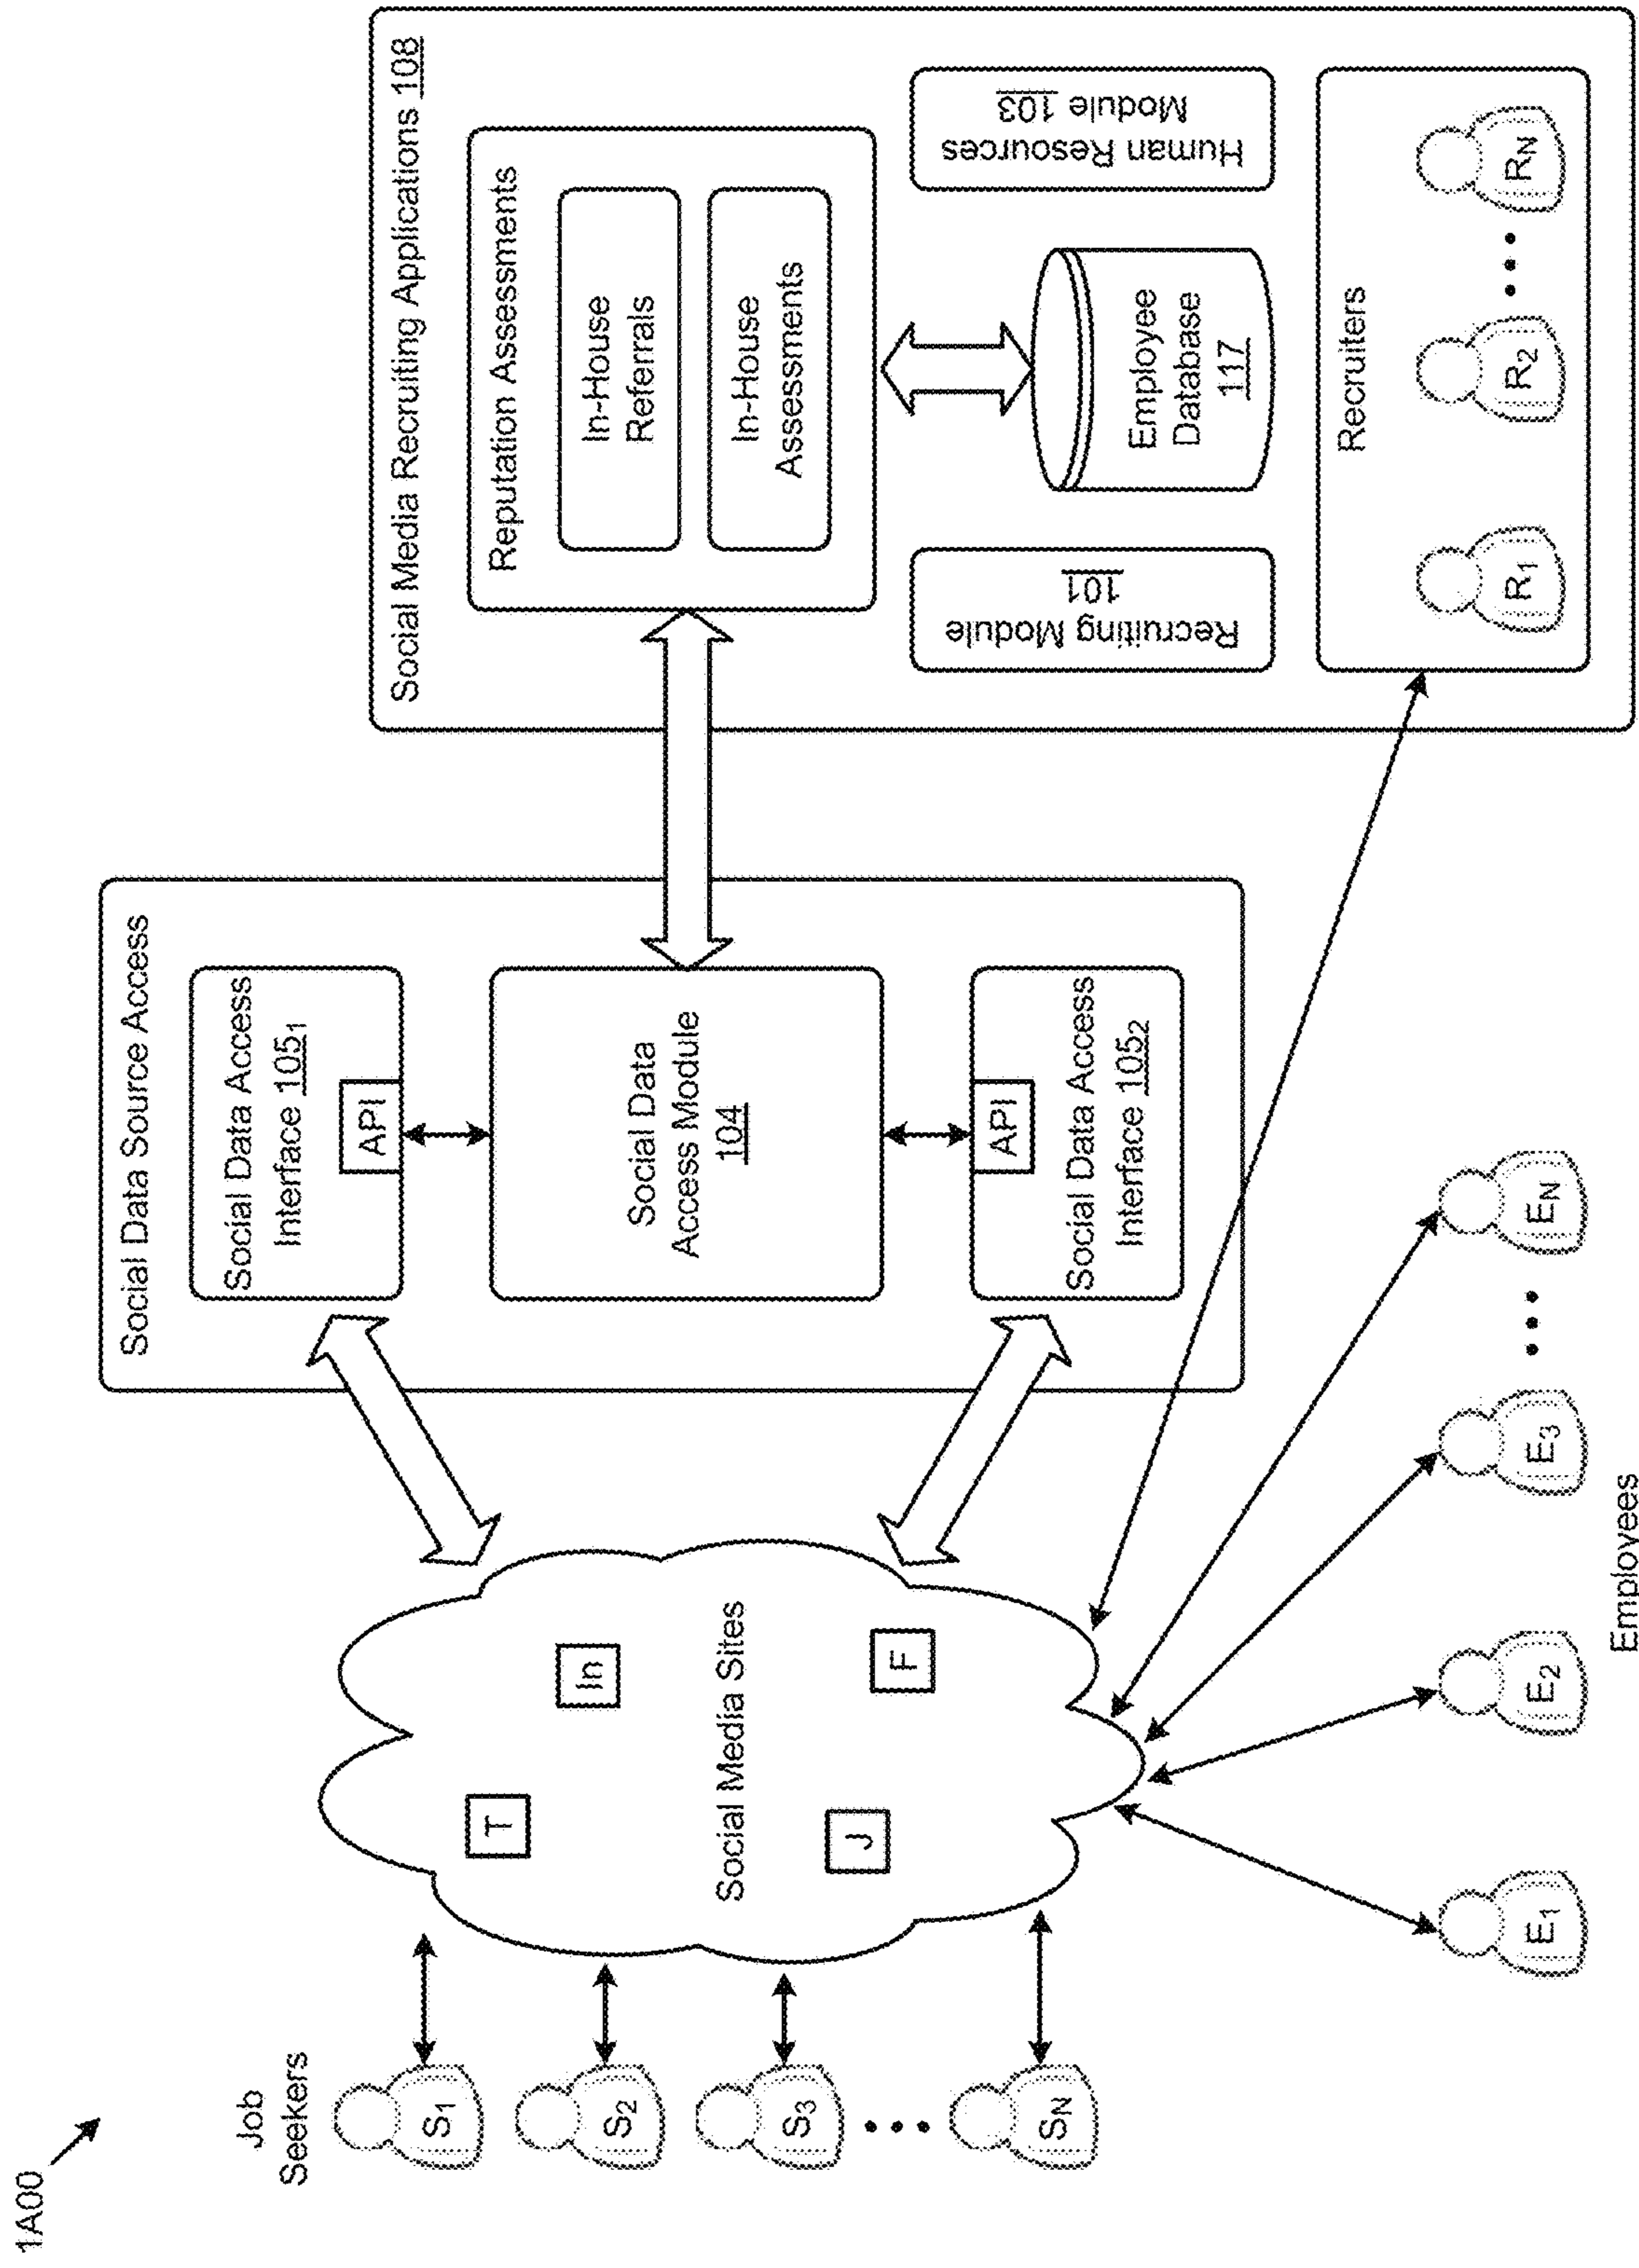 1A00
Job
Seekers
S1
S2
S3
SN
T
In
Social Media Sites
J
F
E1
E2
E3
EN
Employees
Social Data Source Access
Social Data Access
Interface 1051
API
Social Data
Access Module
104
API
Social Data Access
Interface 1052
Social Media Recruiting Applications 108
Reputation Assessments
In-House
Referrals
In-House
Assessments
Recruiting Module
101
Employee
Database
117
Human Resources
Module 103
Recruiters
R1
R2
RN